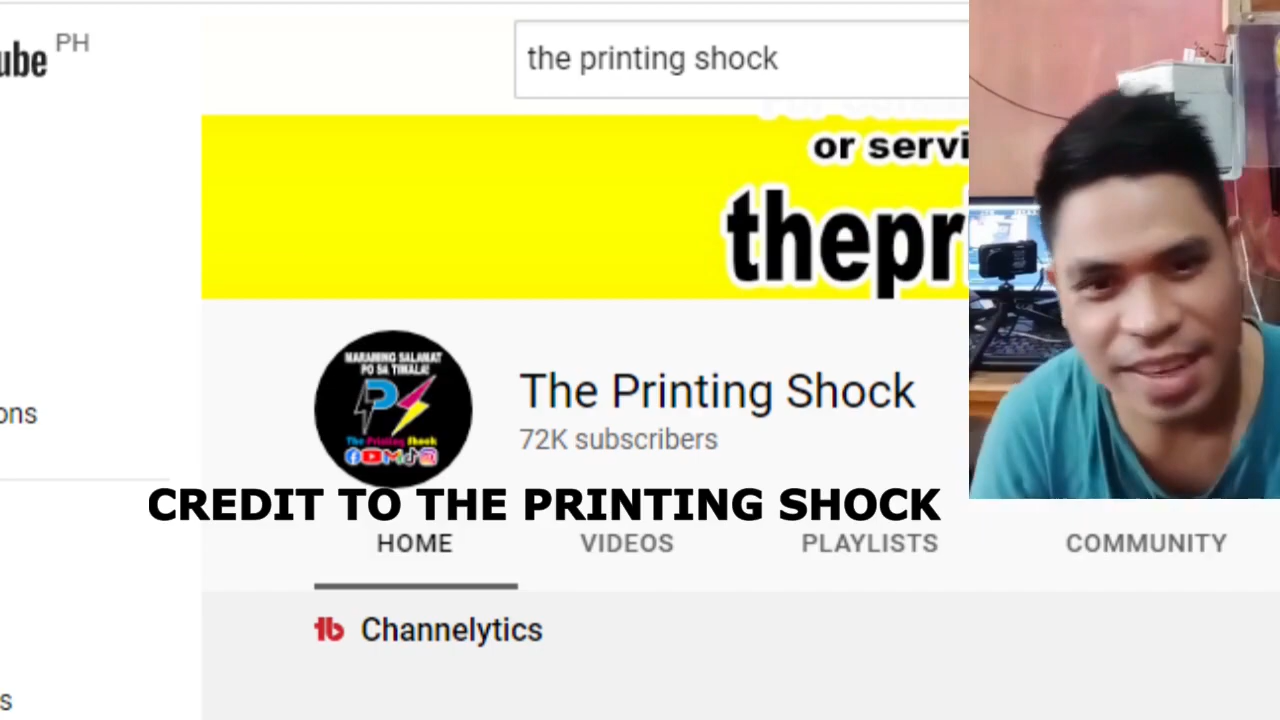 ube PH
the printing shock
or servi
thepr
MARAMING SALAMAT
PO SA TIWALA!
The Printing Shock
The Printing Shock
72K subscribers
ons
CREDIT TO THE PRINTING SHOCK
HOME VIDEOS PLAYLISTS COMMUNITY
tb Channelytics
s